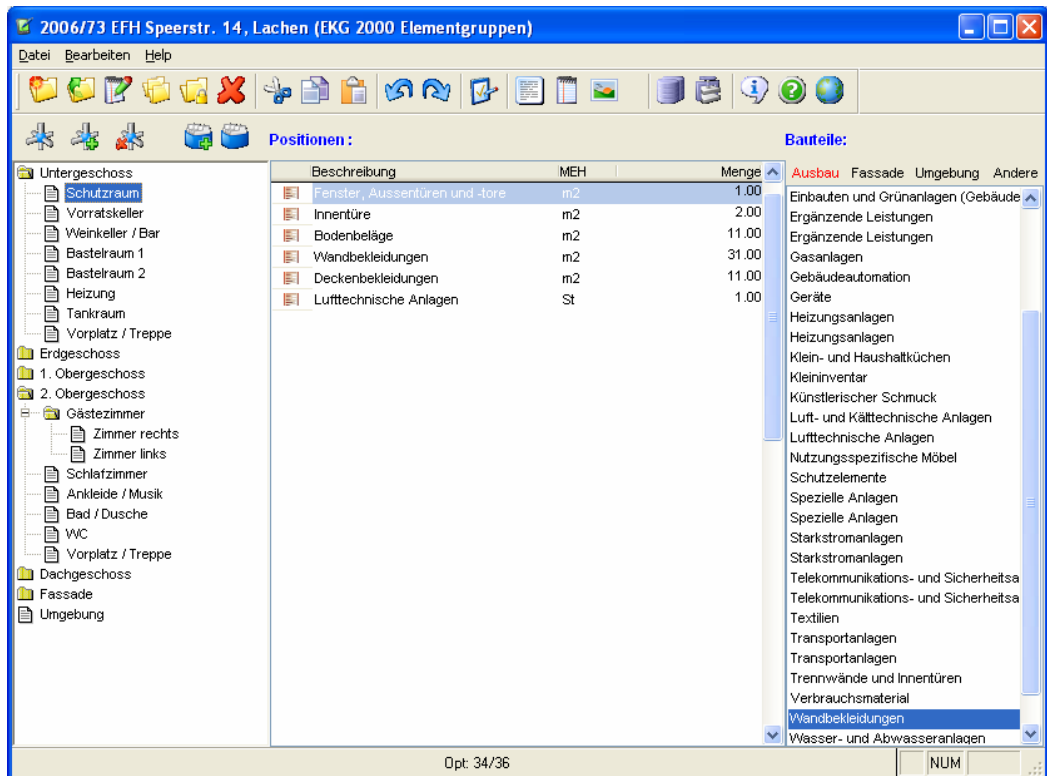 2006/73 EFH Speerstr. 14, Lachen (EKG 2000 Elementgruppen)
Datei Bearbeiten Help
Positionen :
Bauteile:
Untergeschoss
Schutzraum
Vorratskeller
Weinkeller / Bar
Bastelraum 1
Bastelraum 2
Heizung
Tankraum
Vorplatz / Treppe
Erdgeschoss
1. Obergeschoss
2. Obergeschoss
Gästezimmer
Zimmer rechts
Zimmer links
Schlafzimmer
Ankleide / Musik
Bad / Dusche
WC
Vorplatz / Treppe
Dachgeschoss
Fassade
Umgebung
Beschreibung MEH Menge
Fenster, Aussentüren und -tore m2 1.00
Innentüre m2 2.00
Bodenbeläge m2 11.00
Wandbekleidungen m2 31.00
Deckenbekleidungen m2 11.00
Lufttechnische Anlagen St 1.00
Ausbau Fassade Umgebung Andere
Einbauten und Grünanlagen (Gebäude
Ergänzende Leistungen
Ergänzende Leistungen
Gasanlagen
Gebäudeautomation
Geräte
Heizungsanlagen
Heizungsanlagen
Klein- und Haushaltküchen
Kleininventar
Künstlerischer Schmuck
Luft- und Kälttechnische Anlagen
Lufttechnische Anlagen
Nutzungsspezifische Möbel
Schutzelemente
Spezielle Anlagen
Spezielle Anlagen
Starkstromanlagen
Starkstromanlagen
Telekommunikations- und Sicherheitsa
Telekommunikations- und Sicherheitsa
Textilien
Transportanlagen
Transportanlagen
Trennwände und Innentüren
Verbrauchsmaterial
Wandbekleidungen
Wasser- und Abwasseranlagen
Opt: 34/36
NUM